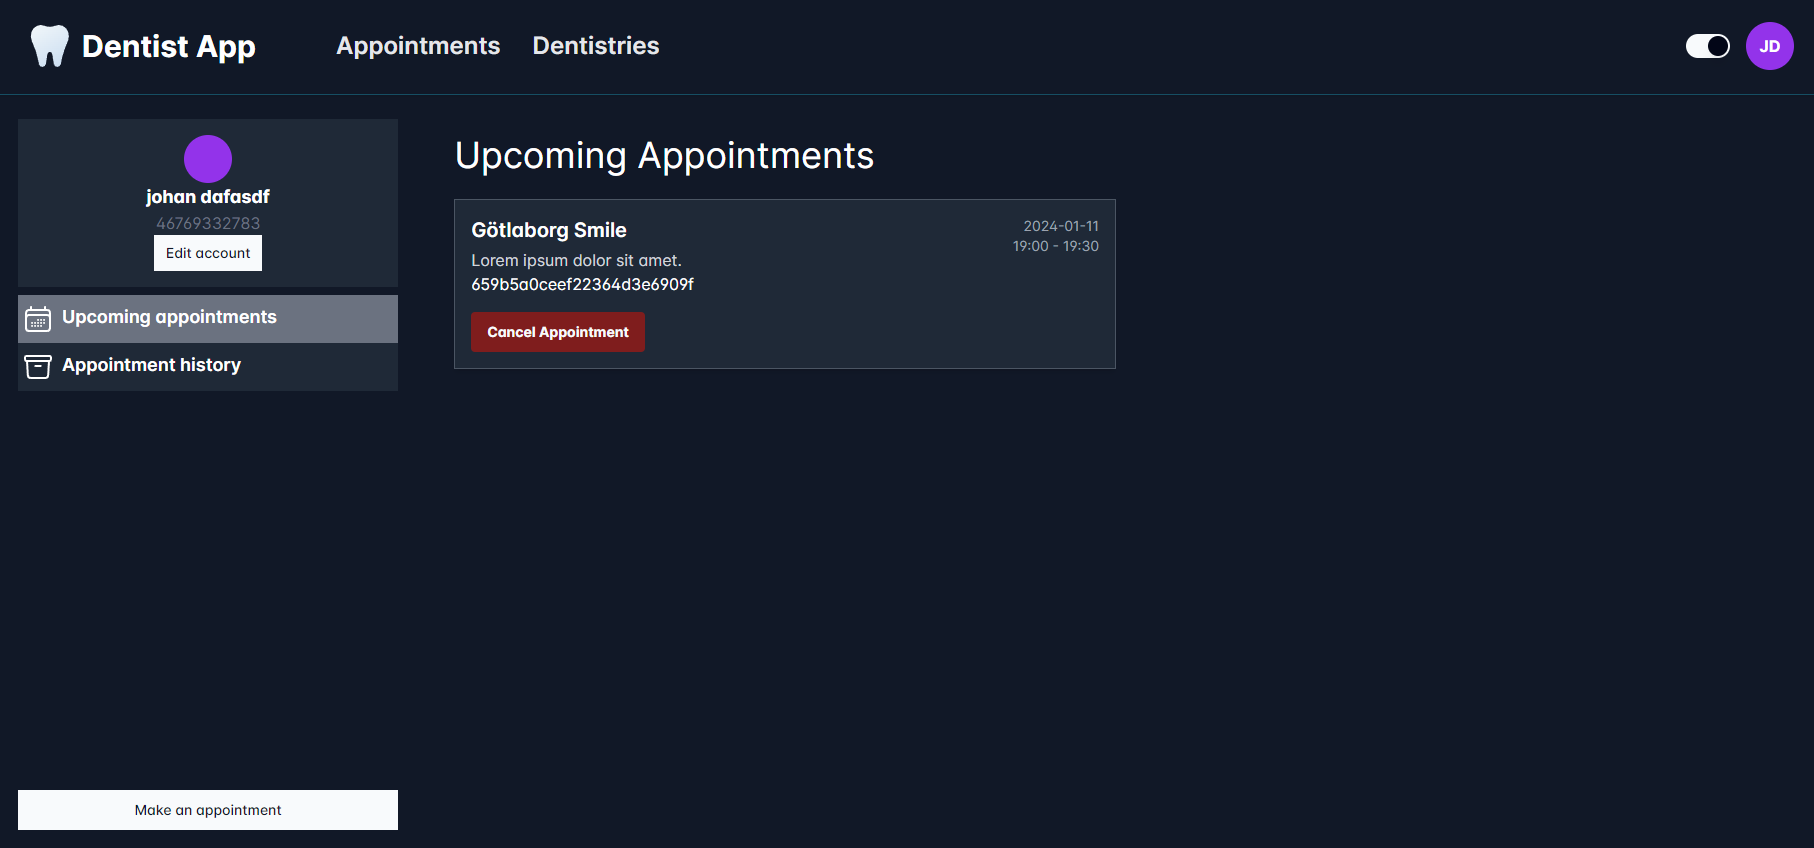 Dentist App
Appointments
Dentistries
JD
johan dafasdf
46769332783
Edit account
Upcoming appointments
Appointment history
Make an appointment
Upcoming Appointments
Götlaborg Smile
2024-01-11
19:00 - 19:30
Lorem ipsum dolor sit amet.
659b5a0ceef22364d3e6909f
Cancel Appointment